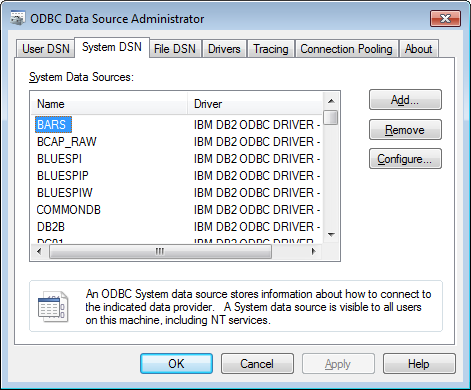 ODBC Data Source Administrator
User DSN System DSN File DSN Drivers Tracing Connection Pooling About
System Data Sources:
Name Driver
BARS IBM DB2 ODBC DRIVER -
BCAP_RAW IBM DB2 ODBC DRIVER -
BLUESPI IBM DB2 ODBC DRIVER -
BLUESPIP IBM DB2 ODBC DRIVER -
BLUESPIW IBM DB2 ODBC DRIVER -
COMMONDB IBM DB2 ODBC DRIVER -
DB2B IBM DB2 ODBC DRIVER -
Add...
Remove
Configure...
An ODBC System data source stores information about how to connect to
the indicated data provider. A System data source is visible to all users
on this machine, including NT services.
OK Cancel Apply Help